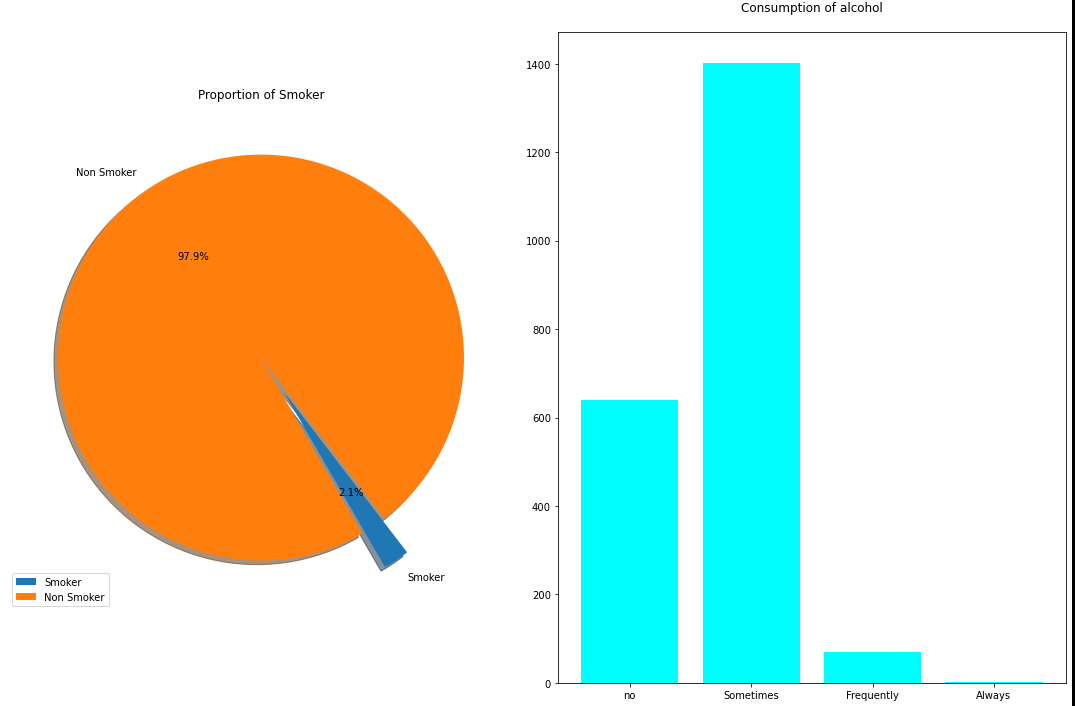 Proportion of Smoker
Non Smoker
97.9%
2.1%
Smoker
Smoker
Non Smoker
Consumption of alcohol
1400
1200
1000
800
600
400
200
0
no
Sometimes
Frequently
Always